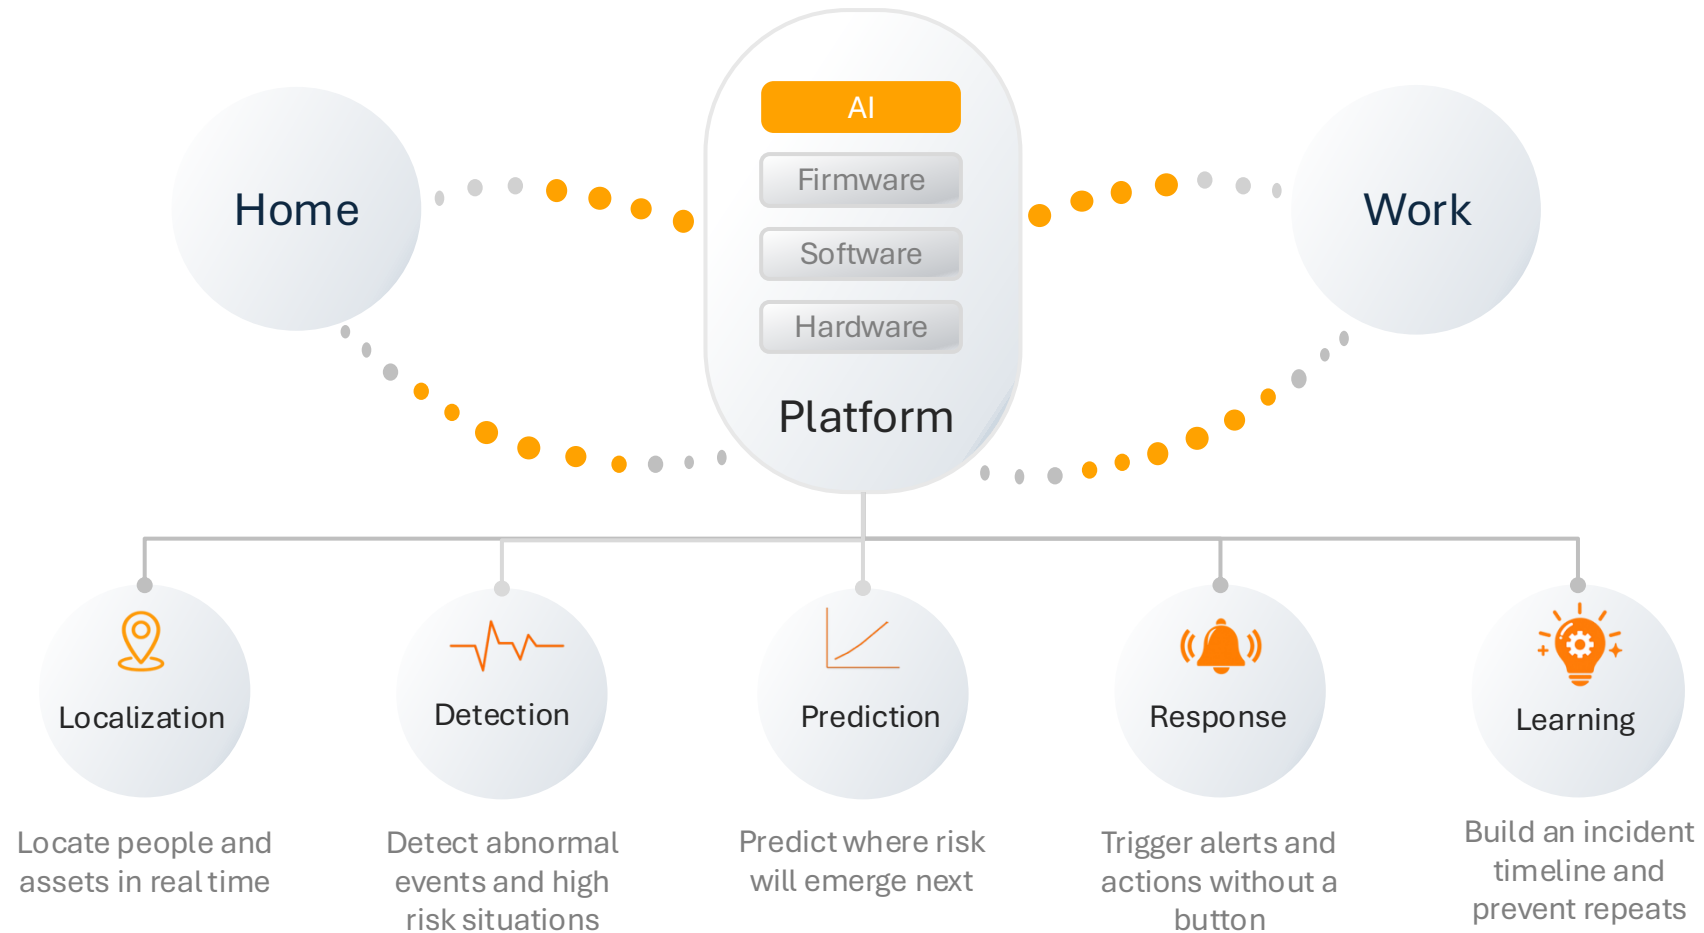 AI
Firmware
Home
Work
Software
Hardware
Platform
Localization
Detection
Prediction
Response
Learning
Locate people and
assets in real time
Detect abnormal
events and high
risk situations
Predict where risk
will emerge next
Trigger alerts and
actions without a
button
Build an incident
timeline and
prevent repeats